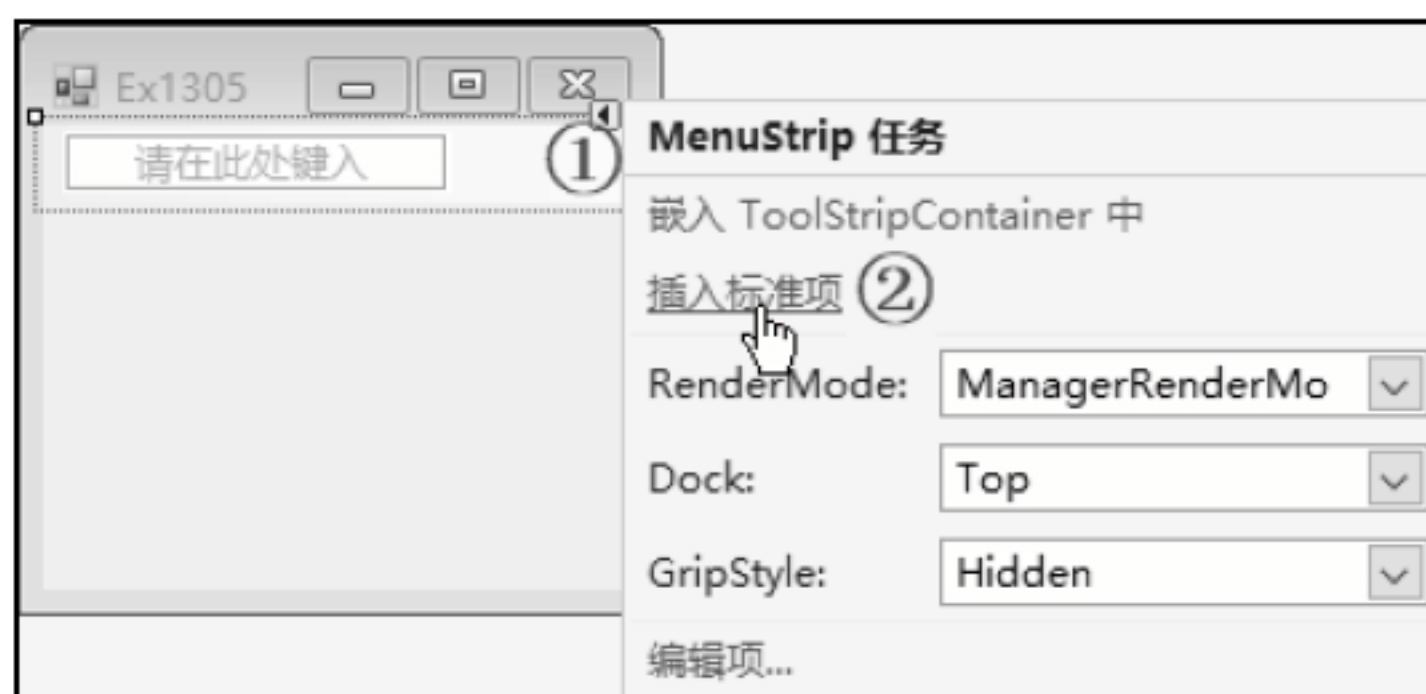 Ex1305
请在此处键入
①
MenuStrip 任务
嵌入 ToolStripContainer 中
插入标准项 ②
RenderMode: ManagerRenderMo
Dock: Top
GripStyle: Hidden
编辑项...